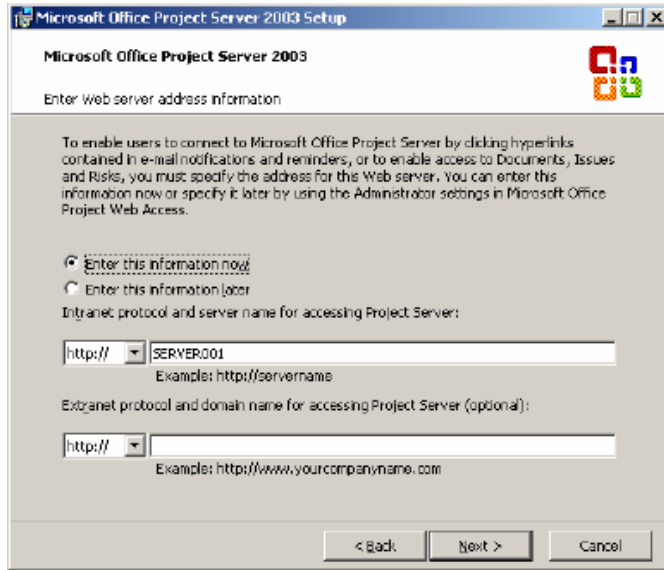 Microsoft Office Project Server 2003 Setup
Microsoft Office Project Server 2003
Enter Web server address information
To enable users to connect to Microsoft Office Project Server by clicking hyperlinks
contained in e-mail notifications and reminders, or to enable access to Documents, Issues
and Risks, you must specify the address for this Web server. You can enter this
information now or specify it later by using the Administrator settings in Microsoft Office
Project Web Access.
Enter this information now
Enter this information later
Intranet protocol and server name for accessing Project Server:
http:// SERVER001
Example: http://servername
Extranet protocol and domain name for accessing Project Server (optional):
http://
Example: http://www.yourcompanyname.com
< Back Next > Cancel